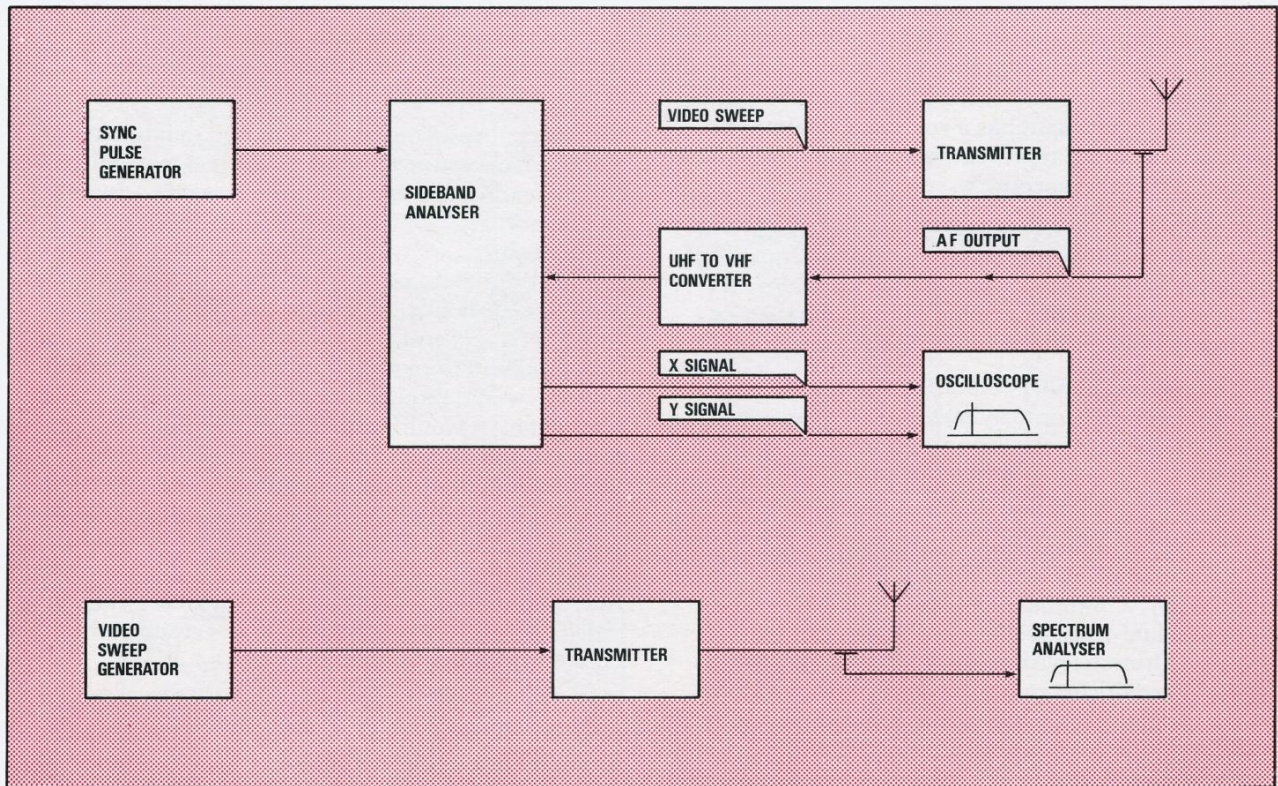 SYNC
PULSE
GENERATOR
SIDEBAND
ANALYSER
VIDEO SWEEP
TRANSMITTER
AF OUTPUT
UHF TO VHF
CONVERTER
X SIGNAL
Y SIGNAL
OSCILLOSCOPE
VIDEO
SWEEP
GENERATOR
TRANSMITTER
SPECTRUM
ANALYSER